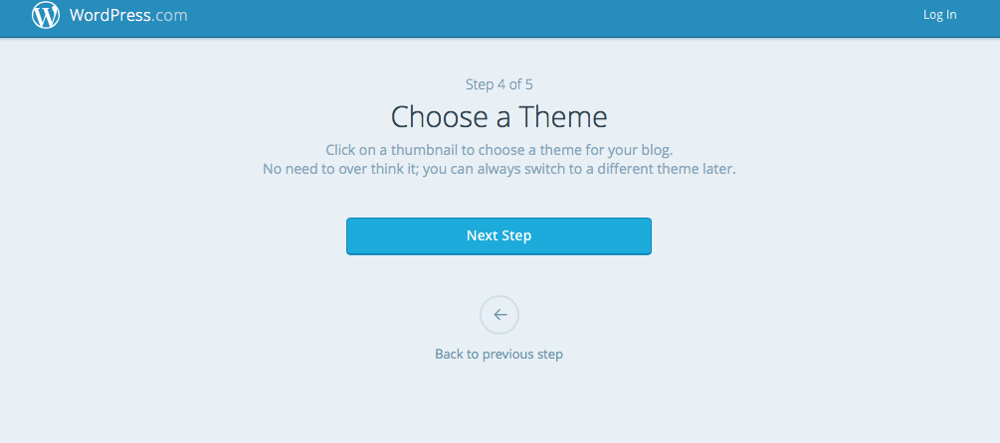 WordPress.com
Log In
Step 4 of 5
Choose a Theme
Click on a thumbnail to choose a theme for your blog.
No need to over think it; you can always switch to a different theme later.
Next Step
Back to previous step